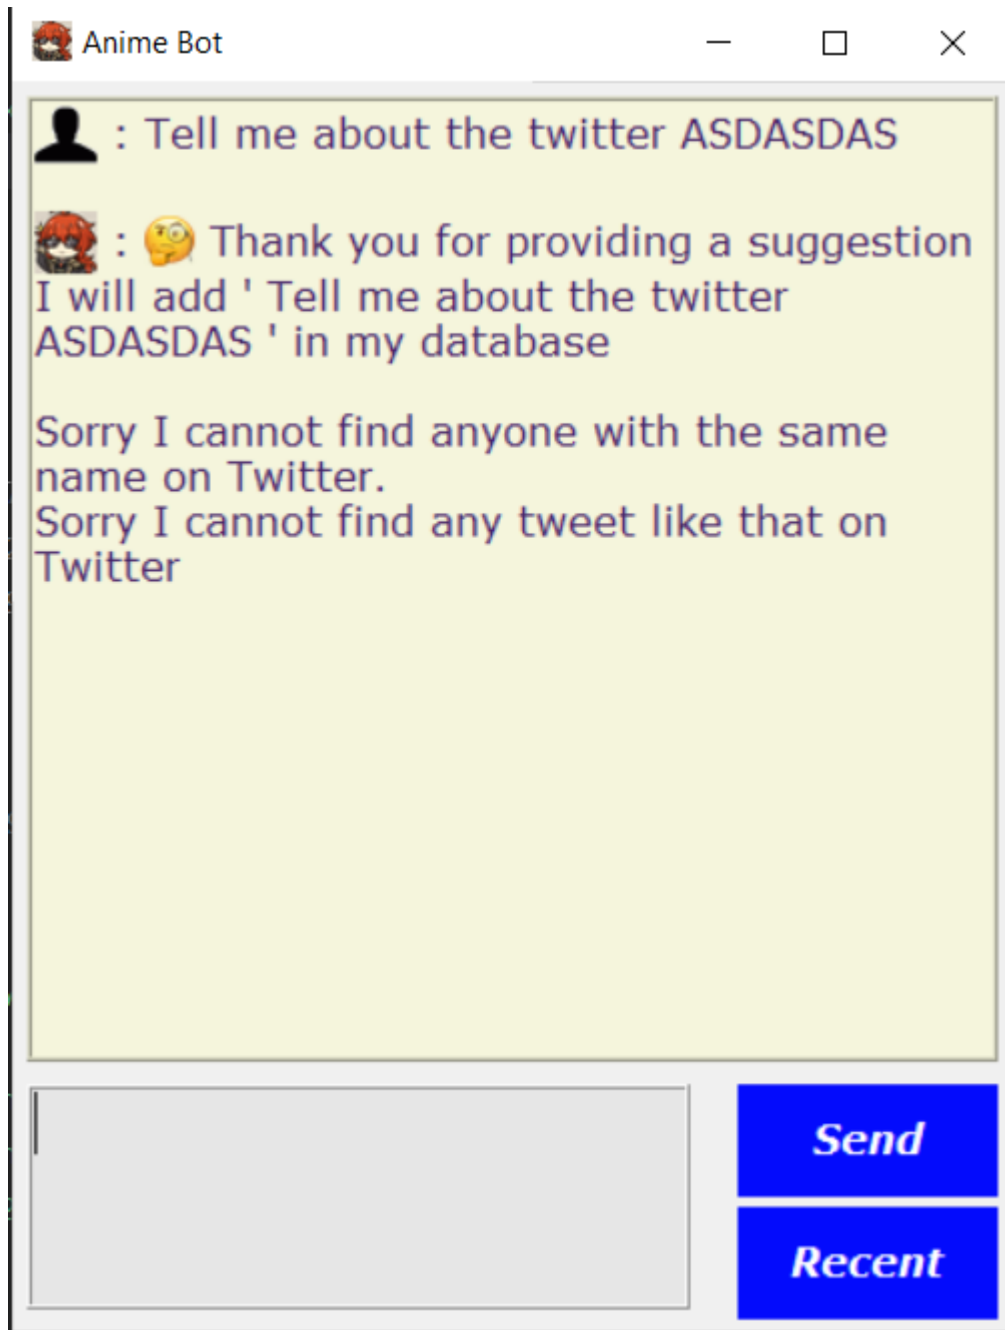 Anime Bot
: Tell me about the twitter ASDASDAS
: 🧐 Thank you for providing a suggestion
I will add ' Tell me about the twitter
ASDASDAS ' in my database
Sorry I cannot find anyone with the same
name on Twitter.
Sorry I cannot find any tweet like that on
Twitter
Send
Recent